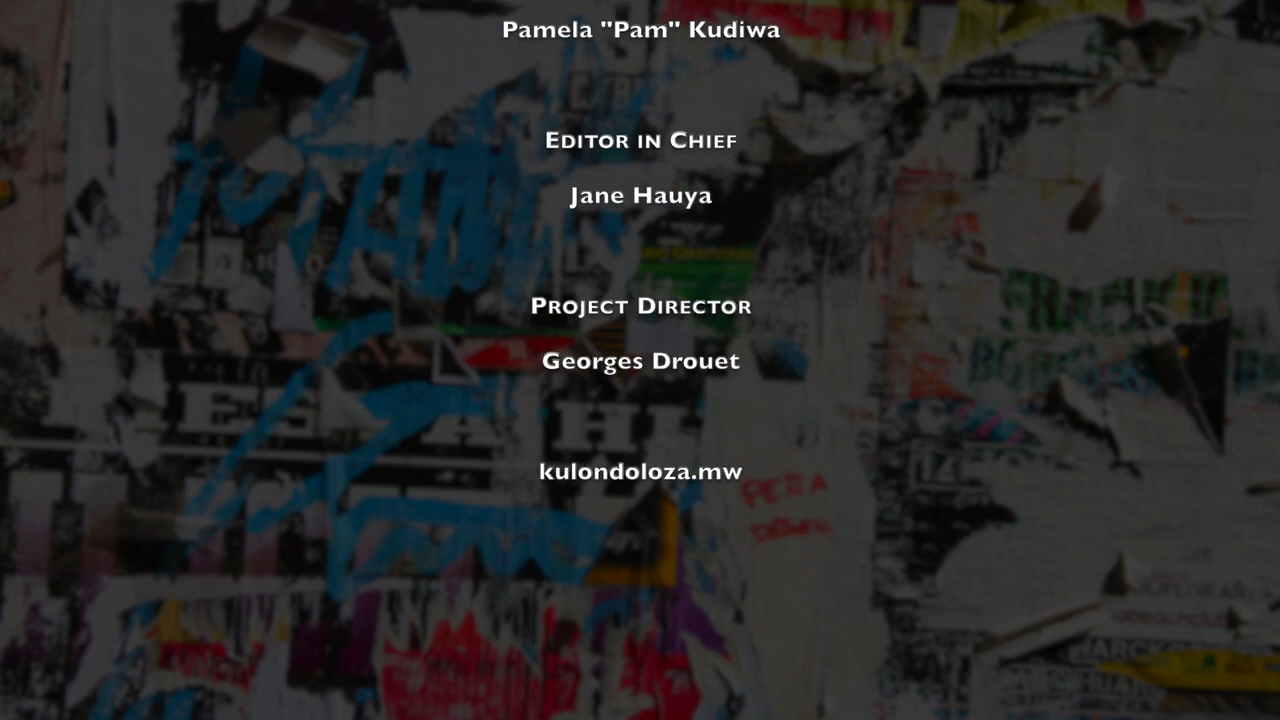 Pamela "Pam" Kudiwa
EDITOR IN CHIEF
Jane Hauya
PROJECT DIRECTOR
Georges Drouet
kulondoloza.mw